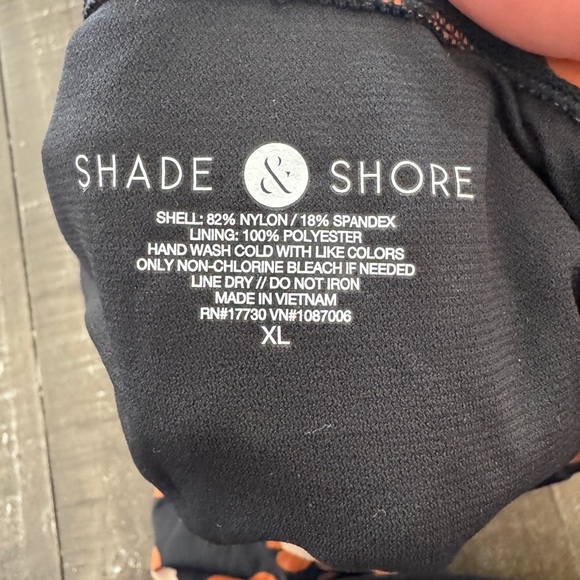 SHADE & SHORE
SHELL: 82% NYLON / 18% SPANDEX
LINING: 100% POLYESTER
HAND WASH COLD WITH LIKE COLORS
ONLY NON-CHLORINE BLEACH IF NEEDED
LINE DRY // DO NOT IRON
MADE IN VIETNAM
RN#17730 VN#1087006
XL